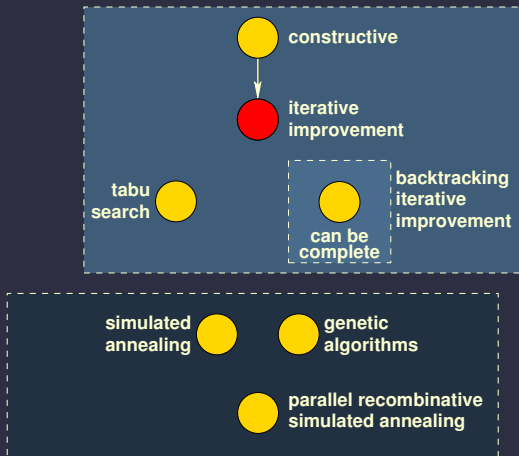 constructive
iterative
improvement
tabu
search
backtracking
iterative
improvement
can be
complete
simulated
annealing
genetic
algorithms
parallel recombinative
simulated annealing